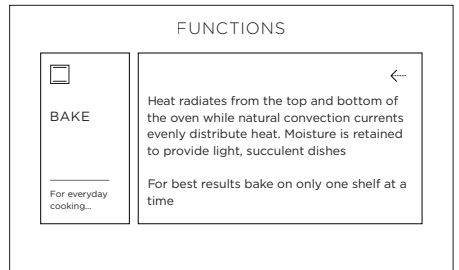 FUNCTIONS
BAKE
For everyday
cooking...
Heat radiates from the top and bottom of
the oven while natural convection currents
evenly distribute heat. Moisture is retained
to provide light, succulent dishes
For best results bake on only one shelf at a
time